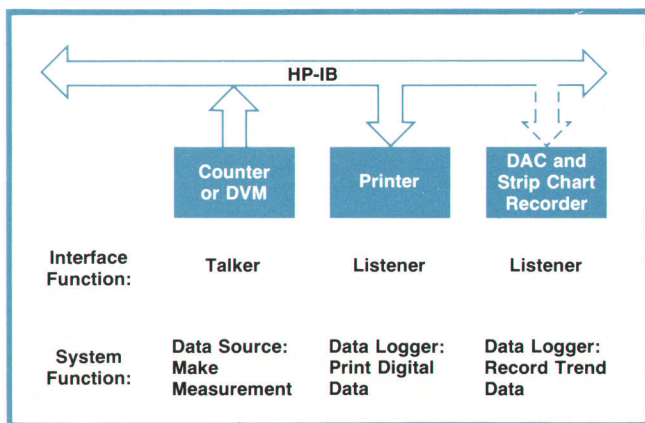 HP-IB
Counter
or DVM
Printer
DAC and
Strip Chart
Recorder
Interface
Function:
Talker
Listener
Listener
System
Function:
Data Source:
Make
Measurement
Data Logger:
Print Digital
Data
Data Logger:
Record Trend
Data